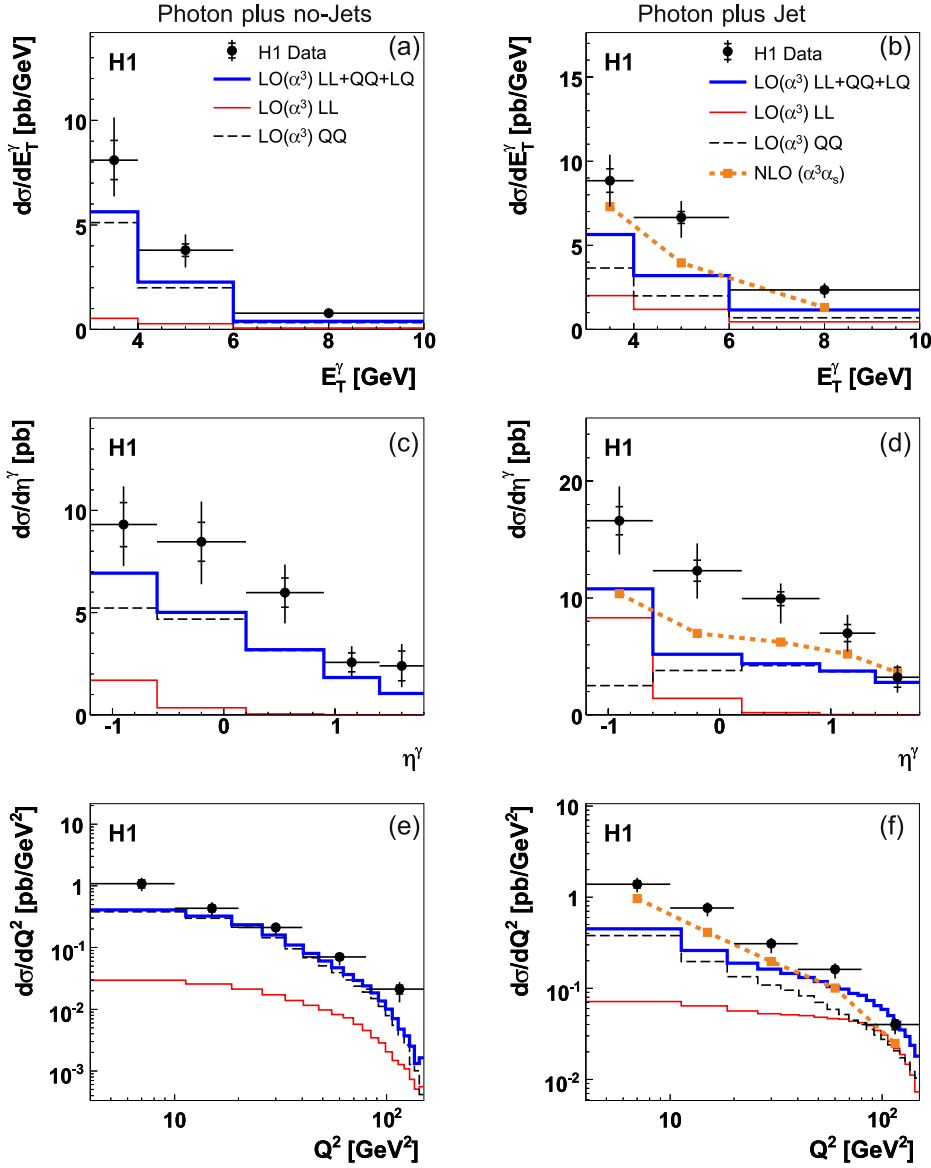 Photon plus no-Jets
Photon plus Jet
dσ/dE_T^γ [pb/GeV]
H1
(a)
H1 Data
LO(α³) LL+QQ+LQ
LO(α³) LL
LO(α³) QQ
10
5
0
4 6 8 10
E_T^γ [GeV]
dσ/dE_T^γ [pb/GeV]
H1
(b)
H1 Data
LO(α³) LL+QQ+LQ
LO(α³) LL
LO(α³) QQ
NLO (α³α_s)
15
10
5
0
4 6 8 10
E_T^γ [GeV]
dσ/dη^γ [pb]
H1
(c)
10
5
0
-1 0 1
η^γ
dσ/dη^γ [pb]
H1
(d)
20
10
0
-1 0 1
η^γ
dσ/dQ² [pb/GeV²]
H1
(e)
10
1
10⁻¹
10⁻²
10⁻³
10 10²
Q² [GeV²]
dσ/dQ² [pb/GeV²]
H1
(f)
10
1
10⁻¹
10⁻²
10 10²
Q² [GeV²]